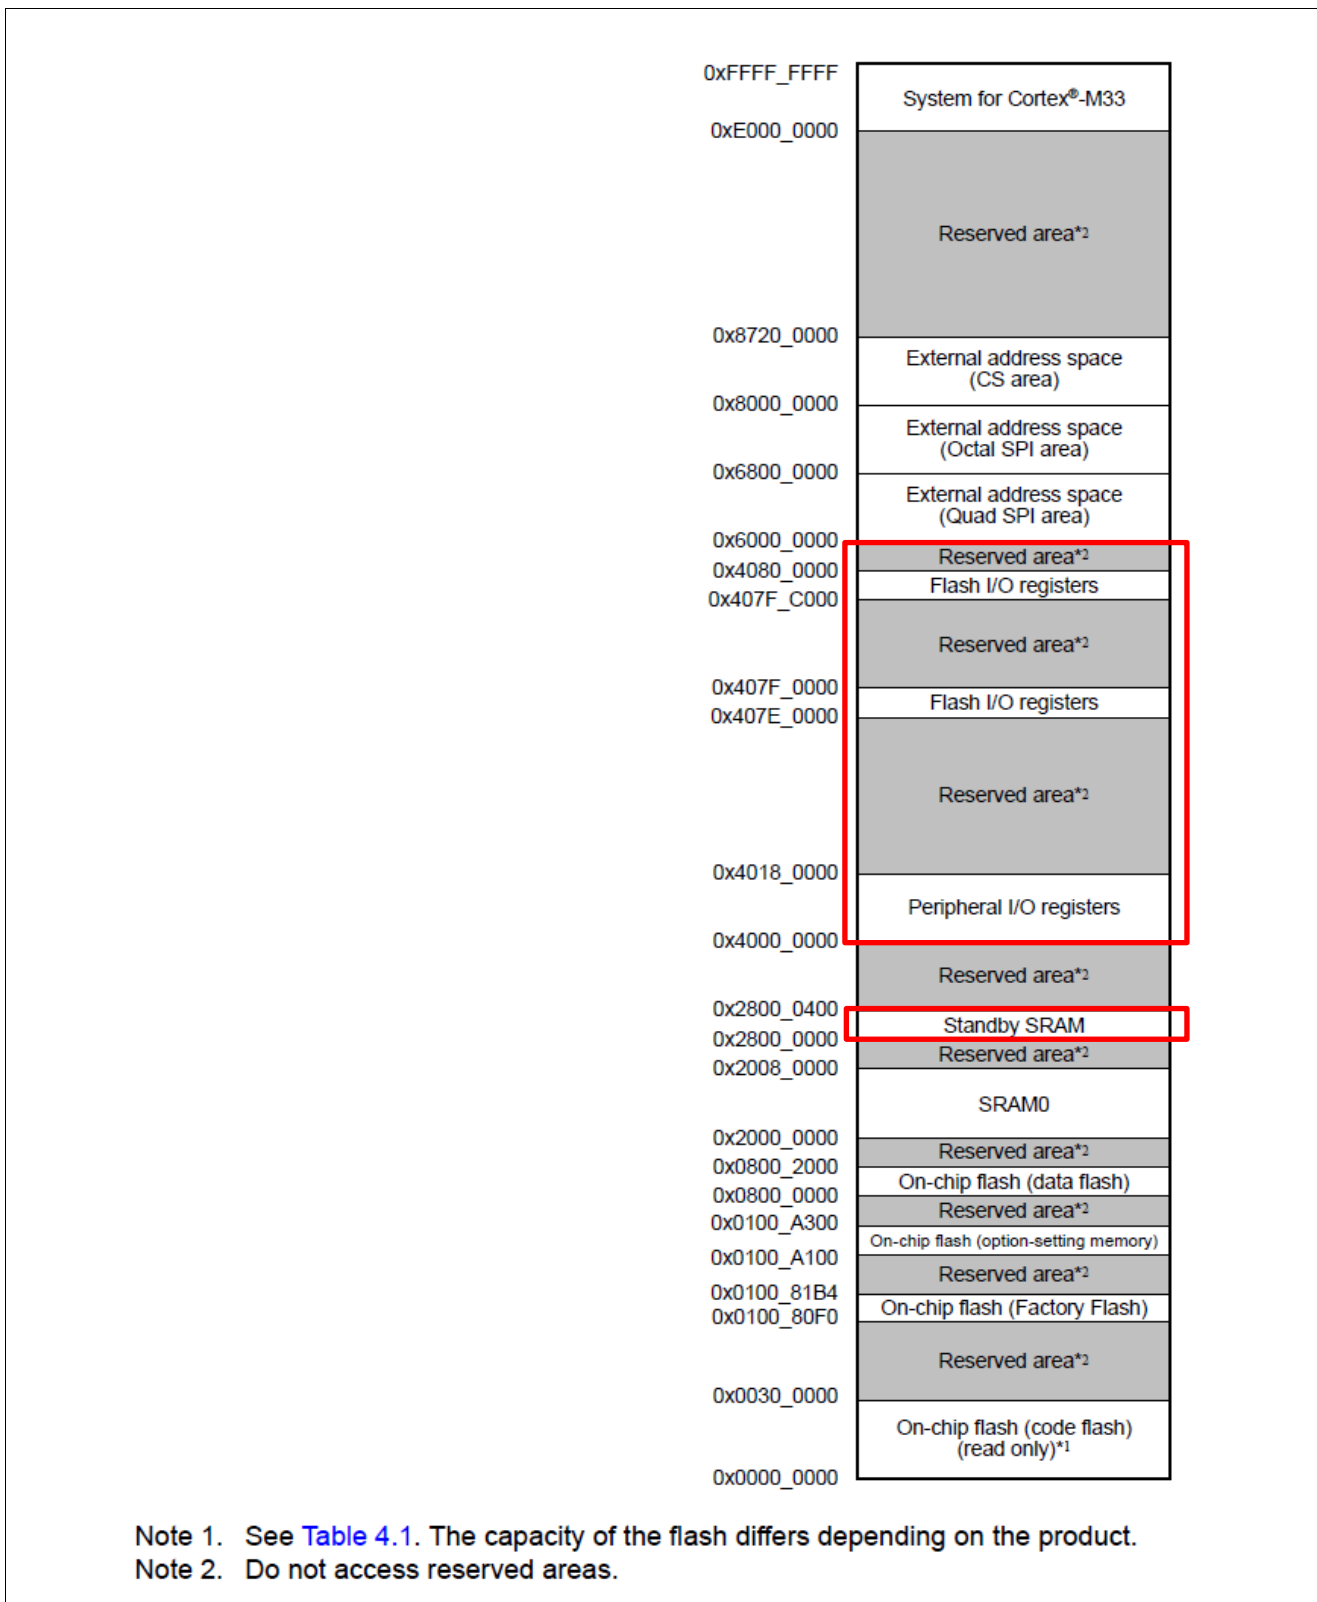 0xFFFF_FFFF
System for Cortex®-M33
0xE000_0000
Reserved area*2
0x8720_0000
External address space
(CS area)
0x8000_0000
External address space
(Octal SPI area)
0x6800_0000
External address space
(Quad SPI area)
0x6000_0000
Reserved area*2
0x4080_0000
Flash I/O registers
0x407F_C000
Reserved area*2
0x407F_0000
Flash I/O registers
0x407E_0000
Reserved area*2
0x4018_0000
Peripheral I/O registers
0x4000_0000
Reserved area*2
0x2800_0400
Standby SRAM
0x2800_0000
Reserved area*2
0x2008_0000
SRAM0
0x2000_0000
Reserved area*2
0x0800_2000
On-chip flash (data flash)
0x0800_0000
Reserved area*2
0x0100_A300
On-chip flash (option-setting memory)
0x0100_A100
Reserved area*2
0x0100_81B4
On-chip flash (Factory Flash)
0x0100_80F0
Reserved area*2
0x0030_0000
On-chip flash (code flash)
(read only)*1
0x0000_0000
Note 1. See Table 4.1. The capacity of the flash differs depending on the product.
Note 2. Do not access reserved areas.